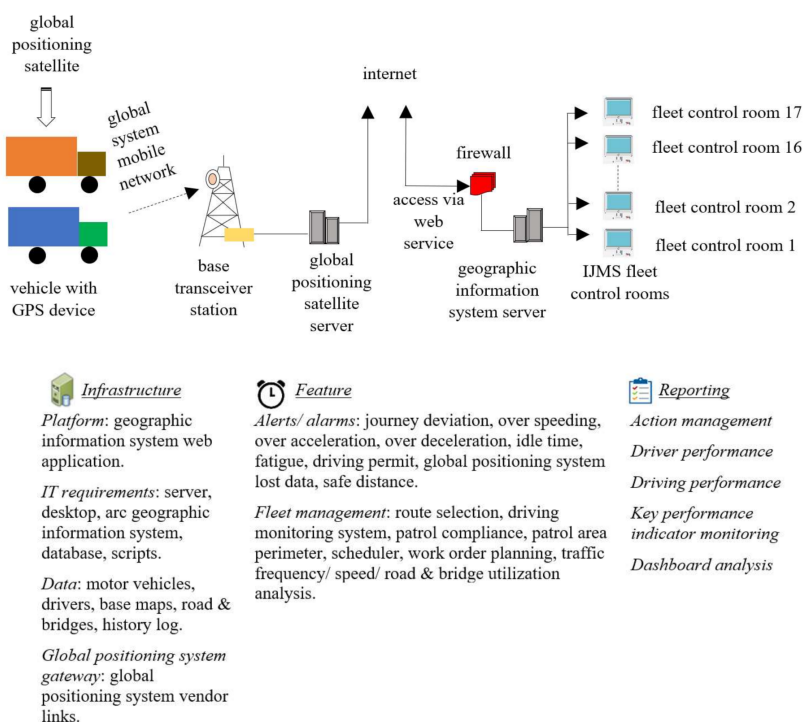 global
positioning
satellite
global
system
mobile
network
vehicle with
GPS device
base
transceiver
station
global
positioning
satellite
server
internet
firewall
access via
web
service
geographic
information
system server
fleet control room 17
fleet control room 16
fleet control room 2
fleet control room 1
IJMS fleet
control rooms
Infrastructure
Platform: geographic
information system web
application.
IT requirements: server,
desktop, arc geographic
information system,
database, scripts.
Data: motor vehicles,
drivers, base maps, road &
bridges, history log.
Global positioning system
gateway: global
positioning system vendor
links.
Feature
Alerts/ alarms: journey deviation, over speeding,
over acceleration, over deceleration, idle time,
fatigue, driving permit, global positioning system
lost data, safe distance.
Fleet management: route selection, driving
monitoring system, patrol compliance, patrol area
perimeter, scheduler, work order planning, traffic
frequency/ speed/ road & bridge utilization
analysis.
Reporting
Action management
Driver performance
Driving performance
Key performance
indicator monitoring
Dashboard analysis